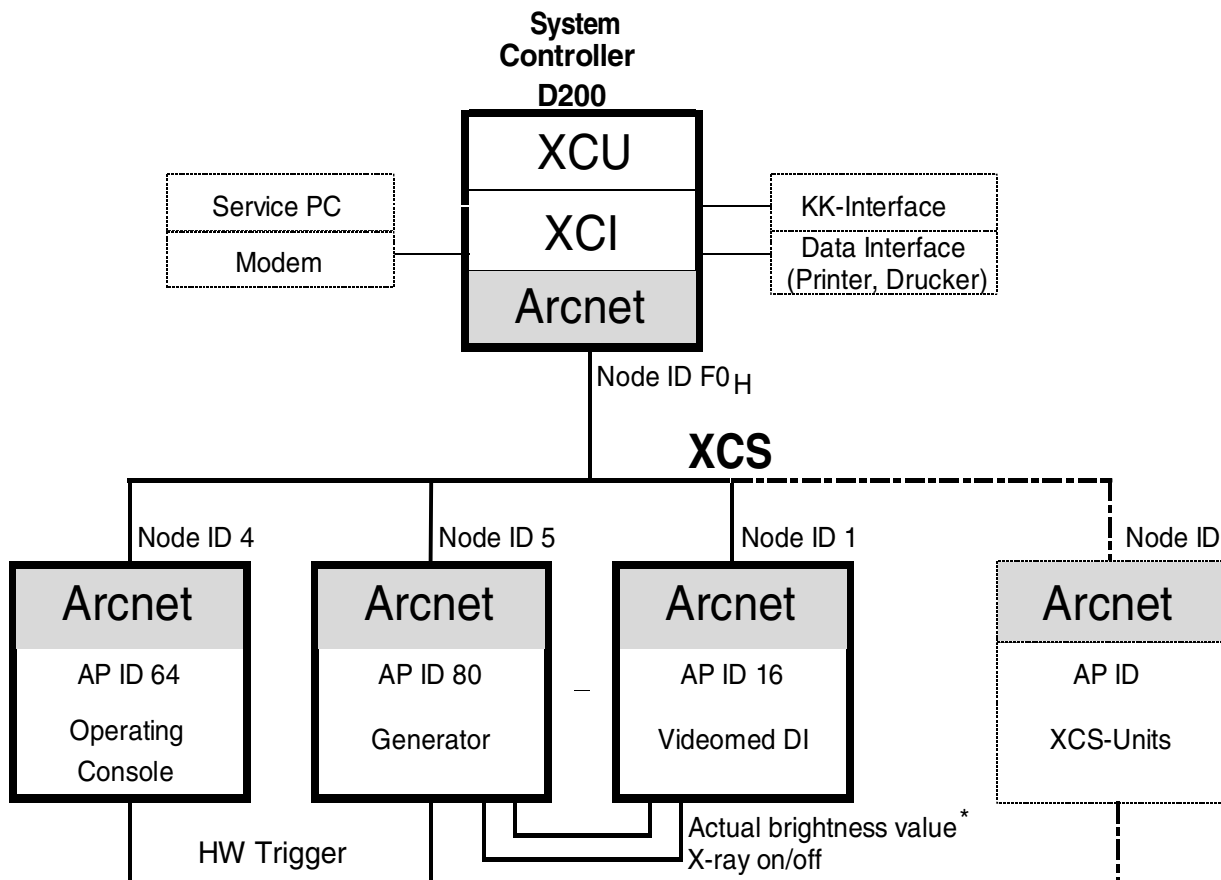 System
Controller
D200
XCU
XCI
Arcnet
Service PC
Modem
KK-Interface
Data Interface
(Printer, Drucker)
Node ID F0H
XCS
Node ID 4
Node ID 5
Node ID 1
Node ID
Arcnet
AP ID 64
Operating
Console
Arcnet
AP ID 80
Generator
Arcnet
AP ID 16
Videomed DI
Arcnet
AP ID
XCS-Units
HW Trigger
Actual brightness value*
X-ray on/off